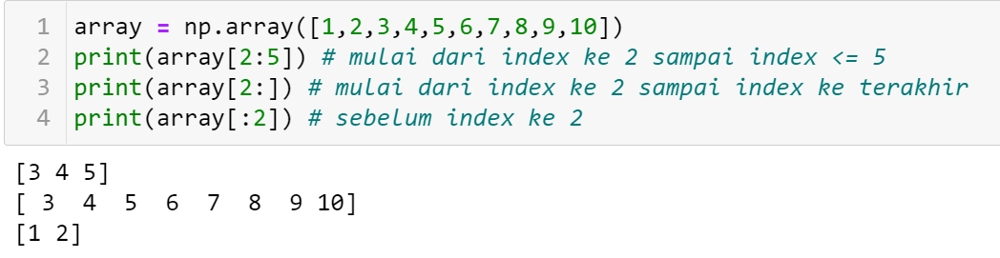 1 array = np.array([1,2,3,4,5,6,7,8,9,10])
2 print(array[2:5]) # mulai dari index ke 2 sampai index <= 5
3 print(array[2:]) # mulai dari index ke 2 sampai index ke terakhir
4 print(array[:2]) # sebelum index ke 2
[3 4 5]
[ 3  4  5  6  7  8  9 10]
[1 2]